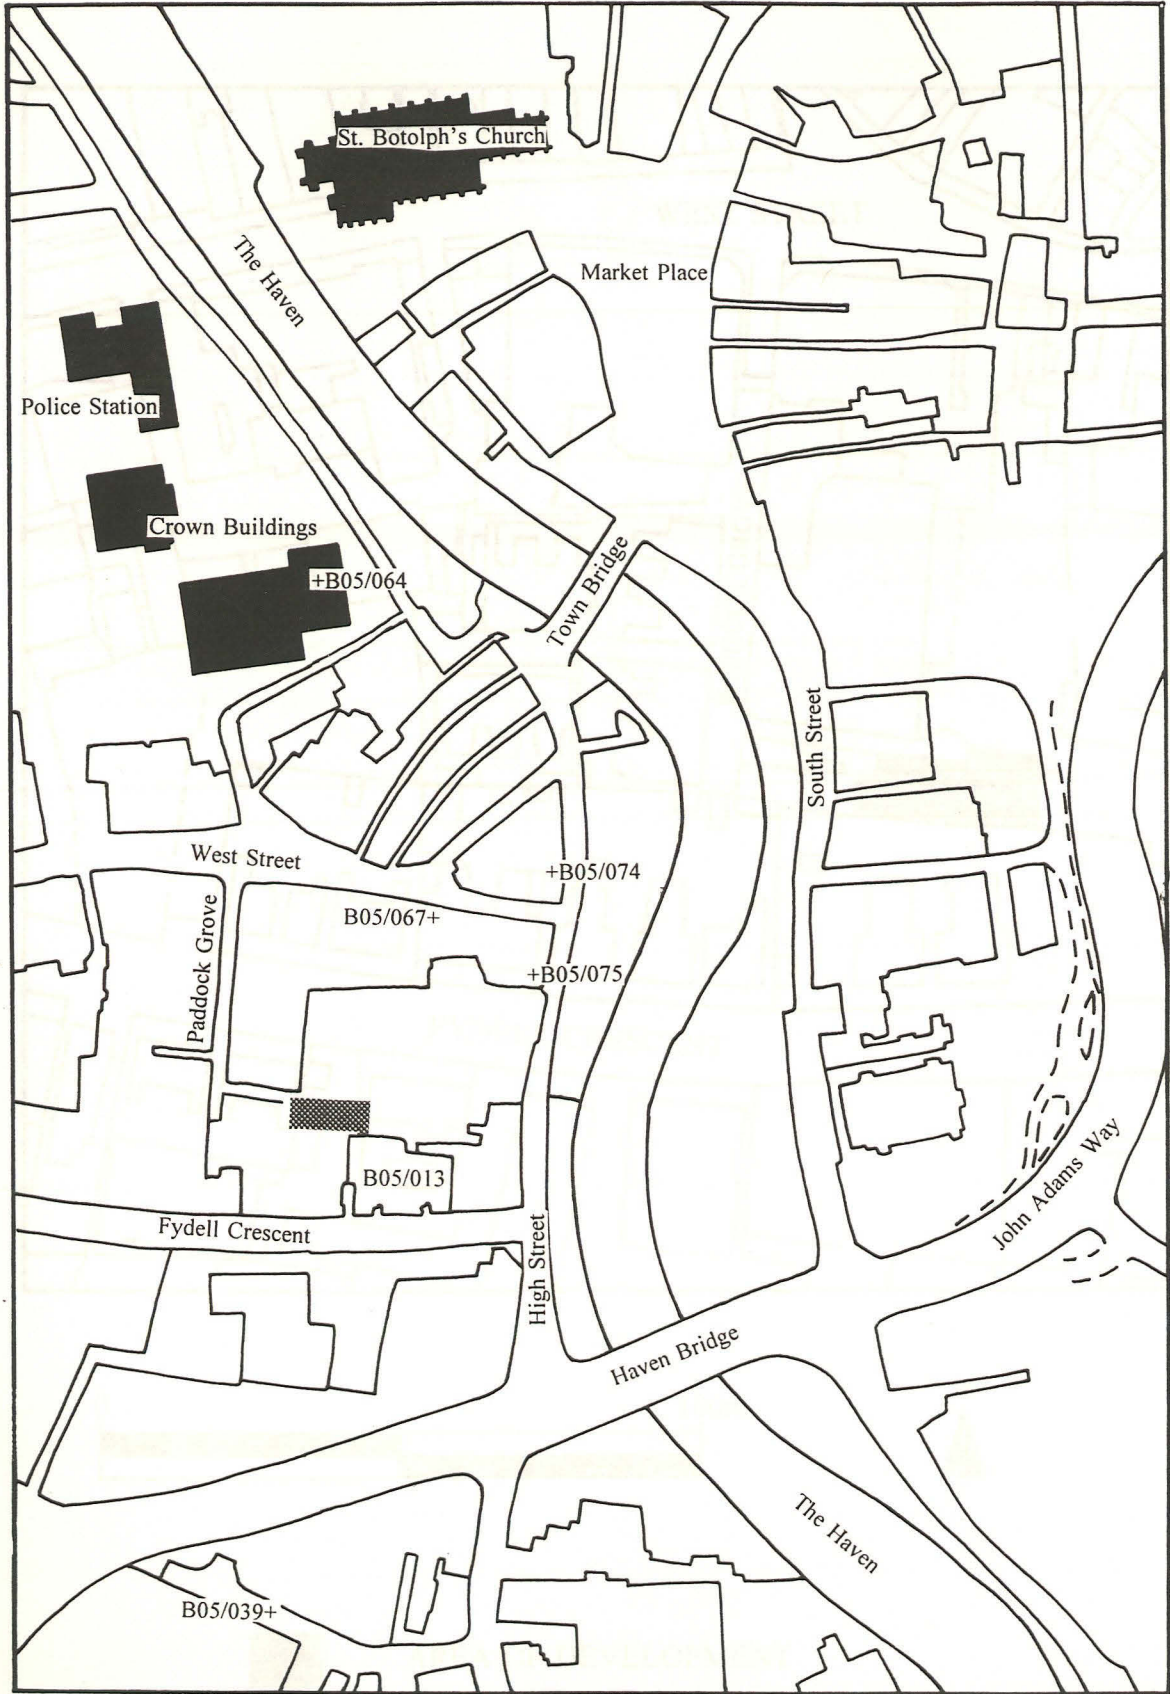 St. Botolph's Church
The Haven
Market Place
Police Station
Crown Buildings
+B05/064
Town Bridge
South Street
West Street
+B05/074
B05/067+
Paddock Grove
+B05/075
B05/013
Fydell Crescent
High Street
John Adams Way
Haven Bridge
The Haven
B05/039+